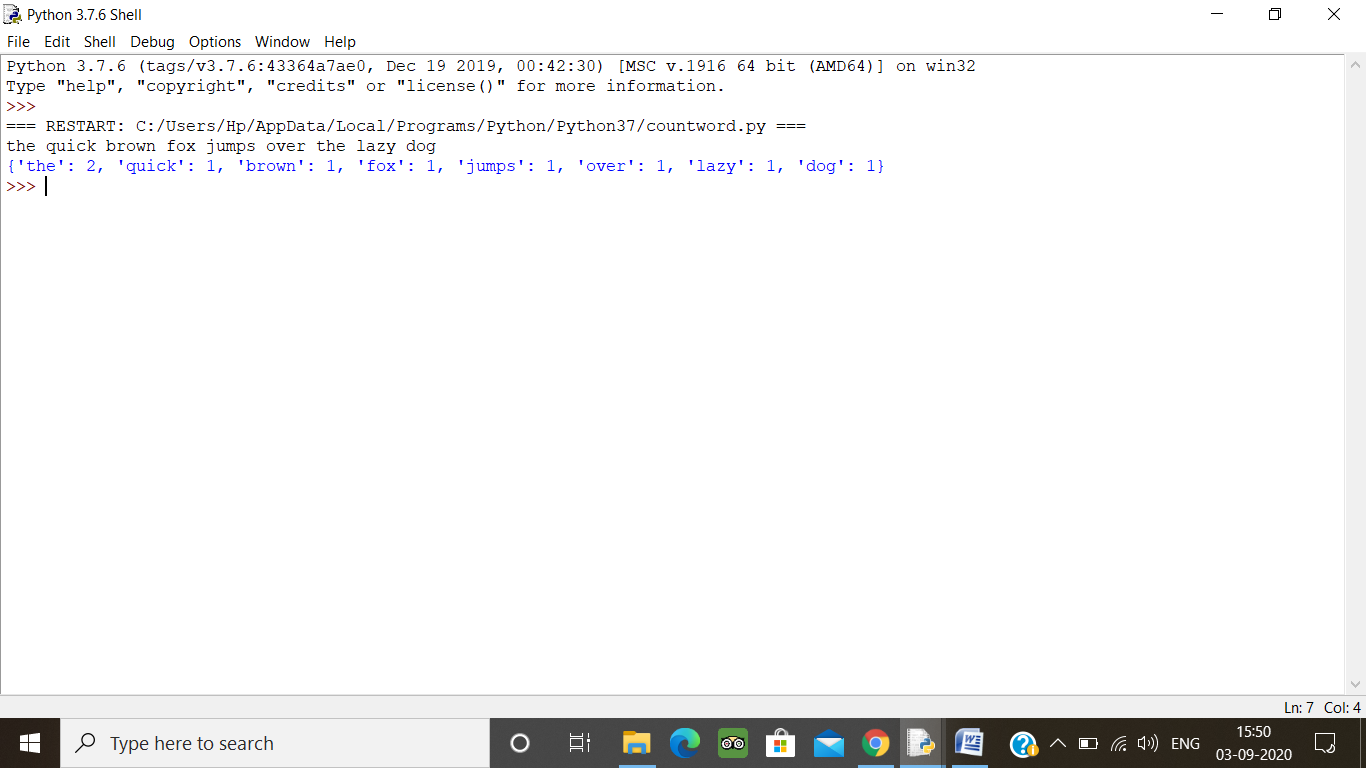 Python 3.7.6 Shell
File Edit Shell Debug Options Window Help
Python 3.7.6 (tags/v3.7.6:43364a7ae0, Dec 19 2019, 00:42:30) [MSC v.1916 64 bit (AMD64)] on win32
Type "help", "copyright", "credits" or "license()" for more information.
>>>
=== RESTART: C:/Users/Hp/AppData/Local/Programs/Python/Python37/countword.py ===
the quick brown fox jumps over the lazy dog
{'the': 2, 'quick': 1, 'brown': 1, 'fox': 1, 'jumps': 1, 'over': 1, 'lazy': 1, 'dog': 1}
>>>
Ln: 7 Col: 4
Type here to search
ENG
15:50
03-09-2020